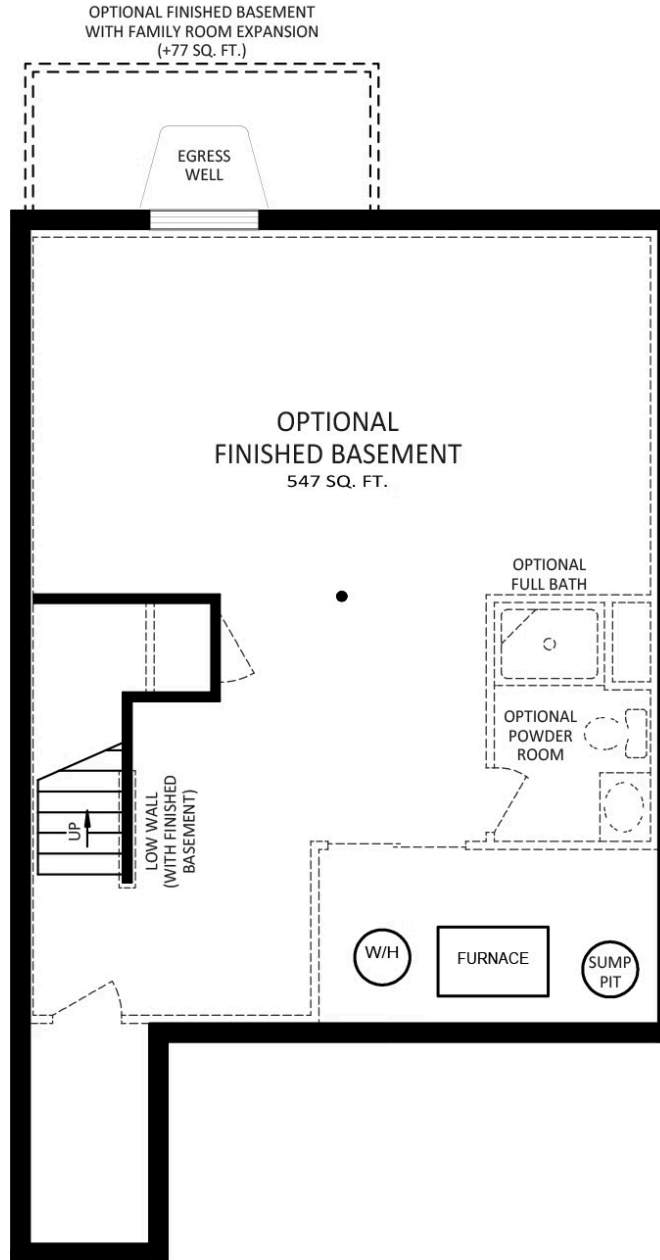 OPTIONAL FINISHED BASEMENT
WITH FAMILY ROOM EXPANSION
(+77 SQ. FT.)
EGRESS
WELL
OPTIONAL
FINISHED BASEMENT
547 SQ. FT.
OPTIONAL
FULL BATH
OPTIONAL
POWDER
ROOM
UP
LOW WALL
(WITH FINISHED
BASEMENT)
W/H
FURNACE
SUMP
PIT